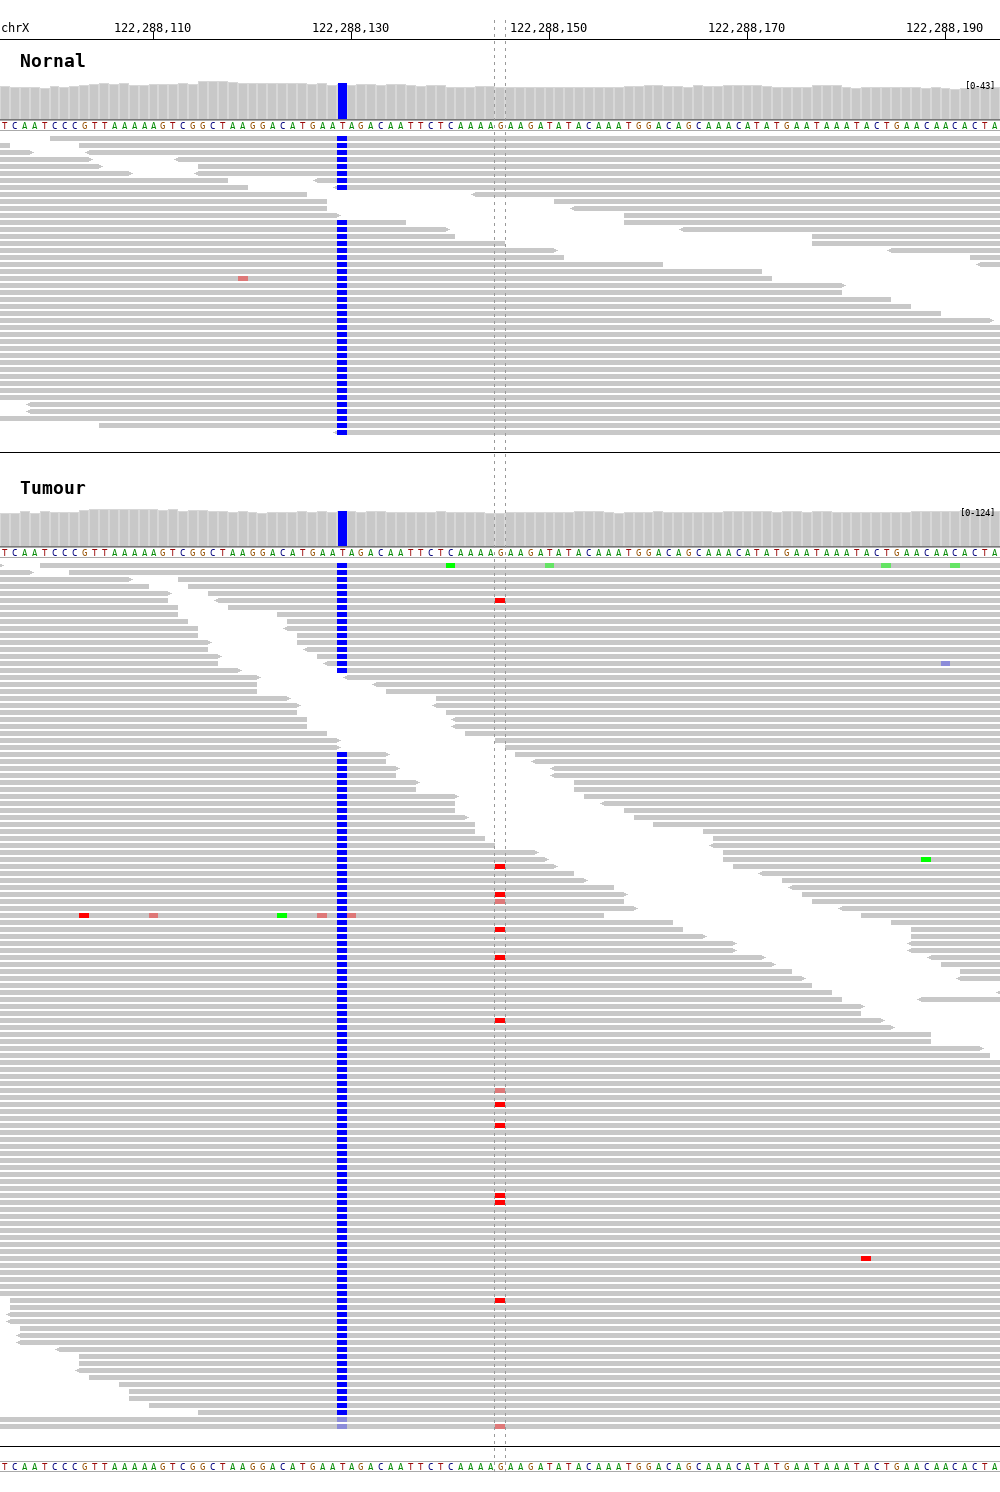 chrX 122,288,110 122,288,130 122,288,150 122,288,170 122,288,190
Nornal
[0-43]
TCAATCCCGTTAAAAAGTCGGCTAAGGACATGAATAGACAATTCTCAAAAGAAGATATACAAATGGACAGCAAACATATGAATAAATACTGAACAACACTA
Tumour
[0-124]
TCAATCCCGTTAAAAAGTCGGCTAAGGACATGAATAGACAATTCTCAAAAGAAGATATACAAATGGACAGCAAACATATGAATAAATACTGAACAACACTA
TCAATCCCGTTAAAAAGTCGGCTAAGGACATGAATAGACAATTCTCAAAAGAAGATATACAAATGGACAGCAAACATATGAATAAATACTGAACAACACTA